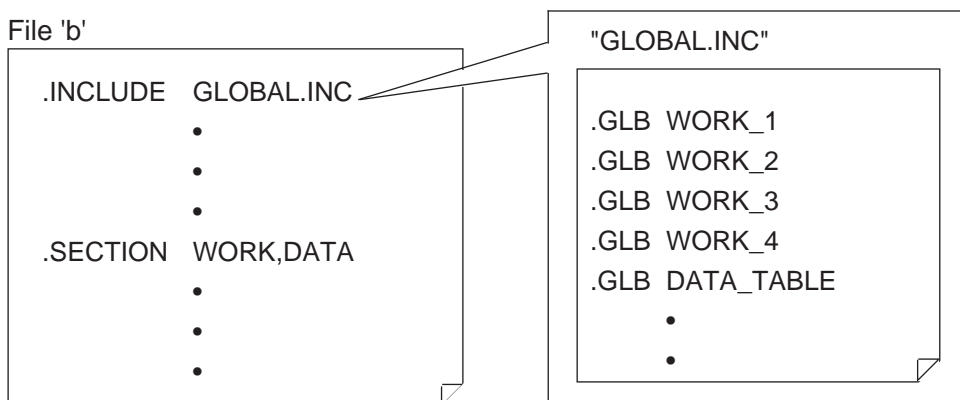 File 'b'
.INCLUDE GLOBAL.INC
•
•
•
.SECTION WORK,DATA
•
•
•
"GLOBAL.INC"
.GLB WORK_1
.GLB WORK_2
.GLB WORK_3
.GLB WORK_4
.GLB DATA_TABLE
•
•